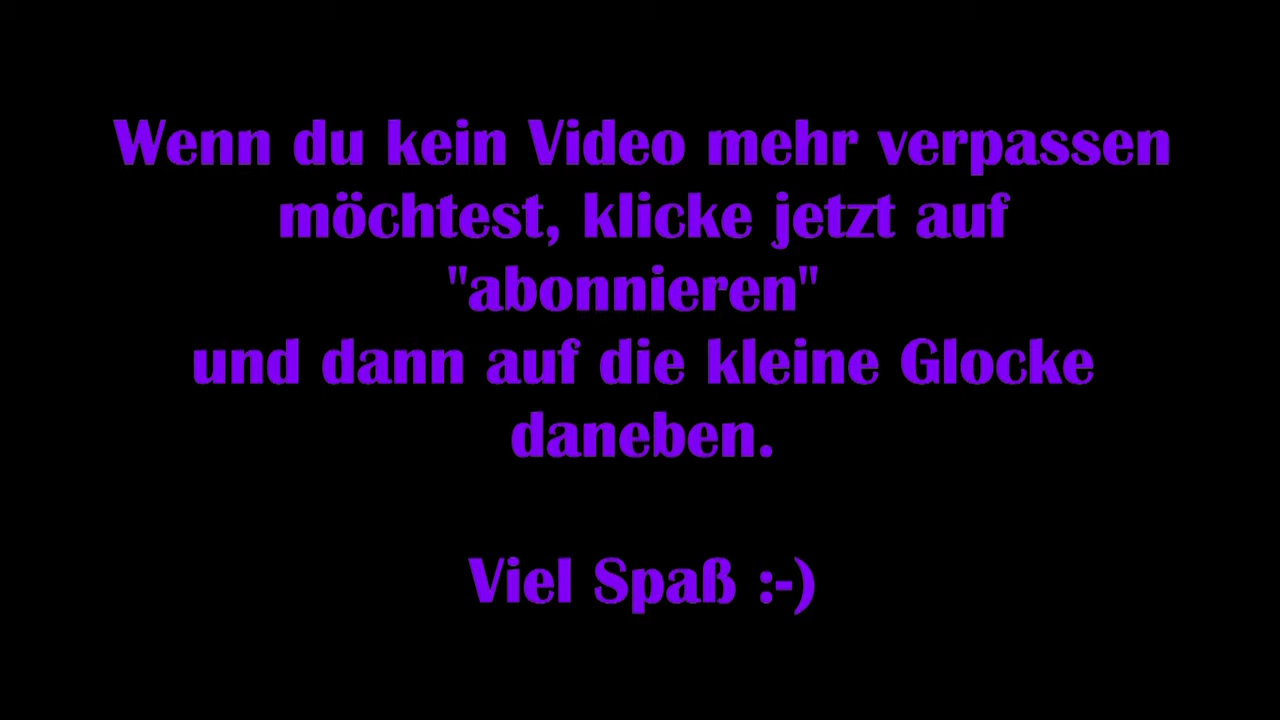 Wenn du kein Video mehr verpassen
möchtest, klicke jetzt auf
"abonnieren"
und dann auf die kleine Glocke
daneben.
Viel Spaß :-)